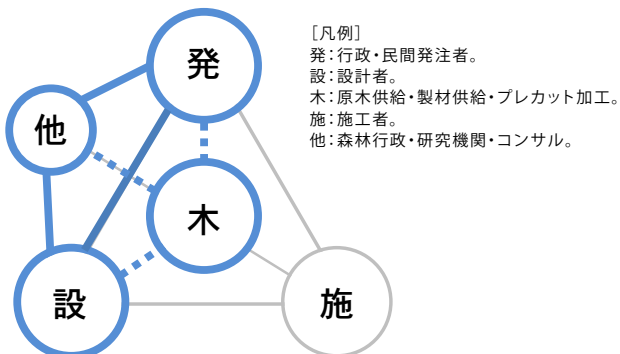 発
[凡例]
発:行政・民間発注者。
設:設計者。
木:原木供給・製材供給・プレカット加工。
施:施工者。
他:森林行政・研究機関・コンサル。
他
木
設
施